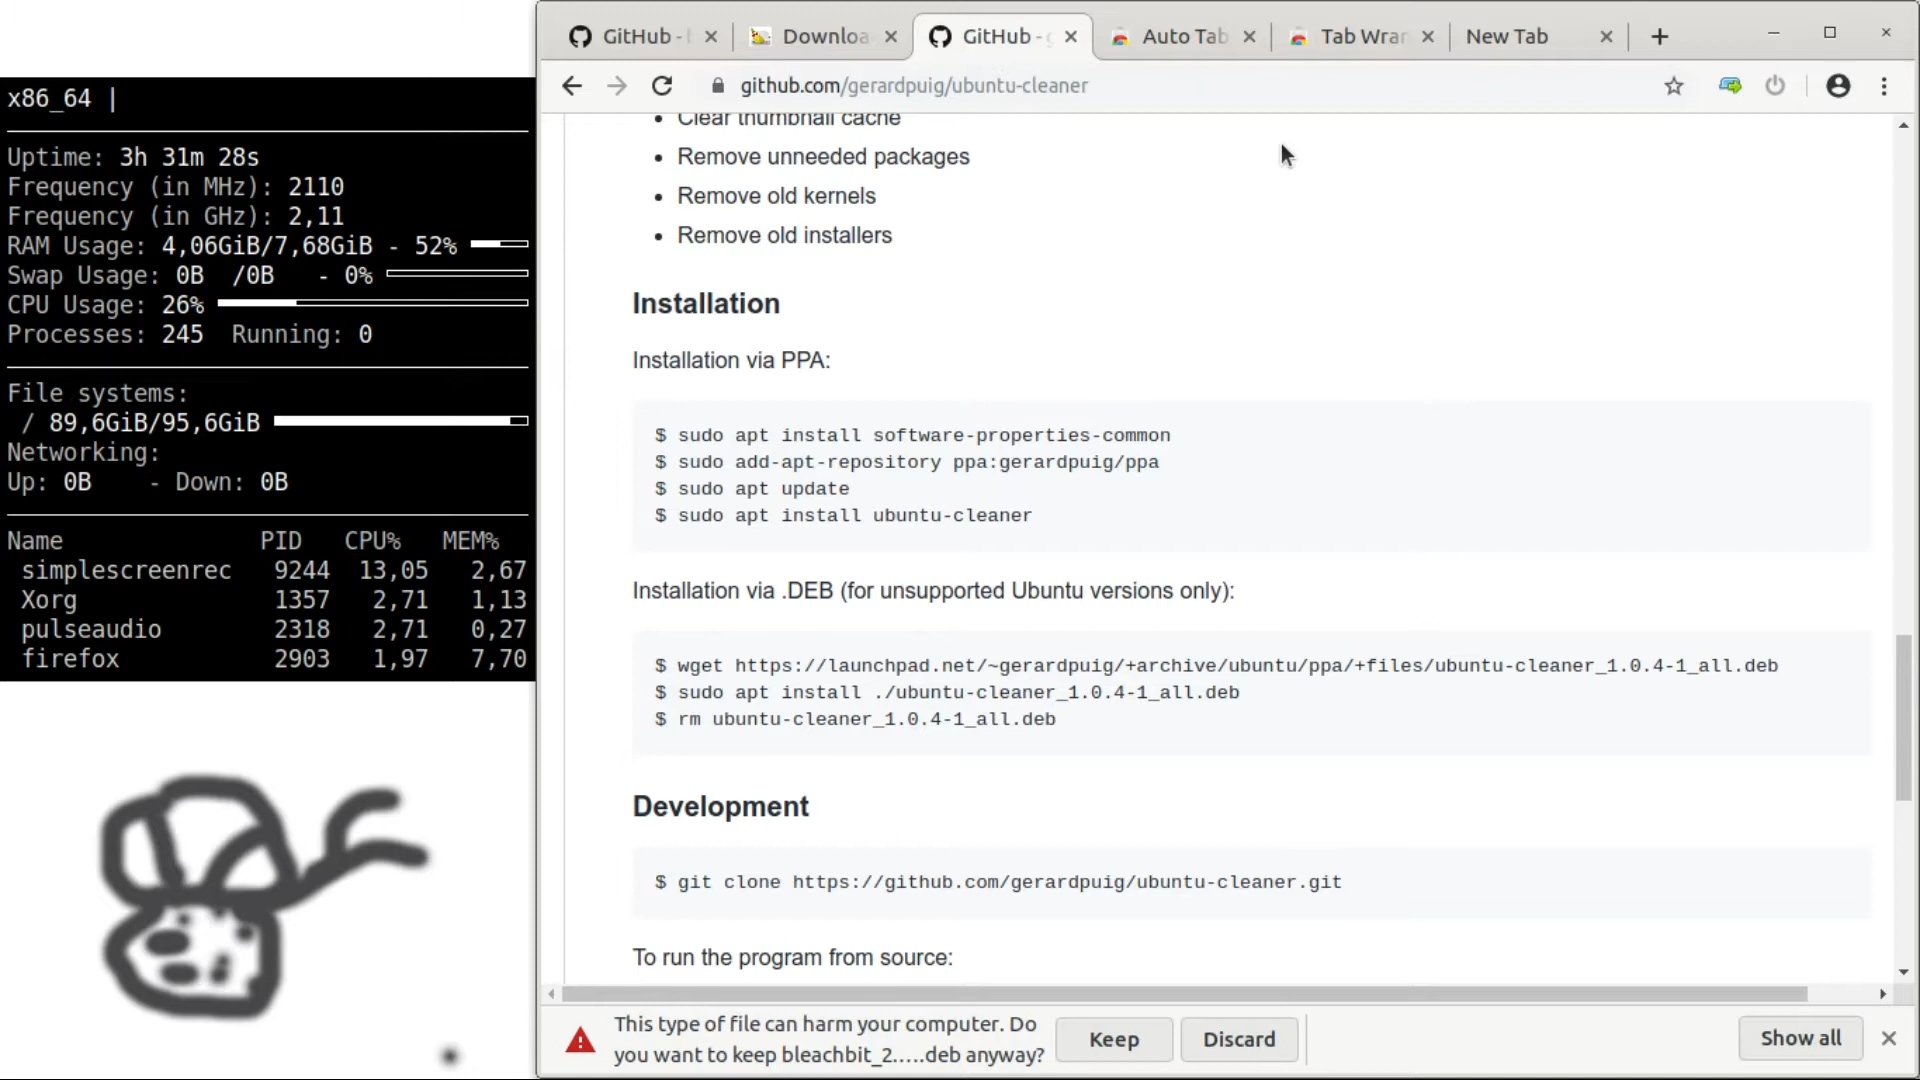 x86_64 |
Uptime: 3h 31m 28s
Frequency (in MHz): 2110
Frequency (in GHz): 2,11
RAM Usage: 4,06GiB/7,68GiB - 52%
Swap Usage: 0B /0B - 0%
CPU Usage: 26%
Processes: 245 Running: 0
File systems:
/ 89,6GiB/95,6GiB
Networking:
Up: 0B - Down: 0B
Name PID CPU% MEM%
simplescreenrec 9244 13,05 2,67
Xorg 1357 2,71 1,13
pulseaudio 2318 2,71 0,27
firefox 2903 1,97 7,70
GitHub - Downloa GitHub - g Auto Tab Tab Wran New Tab
github.com/gerardpuig/ubuntu-cleaner
• Clear thumbnail cache
• Remove unneeded packages
• Remove old kernels
• Remove old installers
Installation
Installation via PPA:
$ sudo apt install software-properties-common
$ sudo add-apt-repository ppa:gerardpuig/ppa
$ sudo apt update
$ sudo apt install ubuntu-cleaner
Installation via .DEB (for unsupported Ubuntu versions only):
$ wget https://launchpad.net/~gerardpuig/+archive/ubuntu/ppa/+files/ubuntu-cleaner_1.0.4-1_all.deb
$ sudo apt install ./ubuntu-cleaner_1.0.4-1_all.deb
$ rm ubuntu-cleaner_1.0.4-1_all.deb
Development
$ git clone https://github.com/gerardpuig/ubuntu-cleaner.git
To run the program from source:
This type of file can harm your computer. Do
you want to keep bleachbit_2.….deb anyway?
Keep Discard Show all